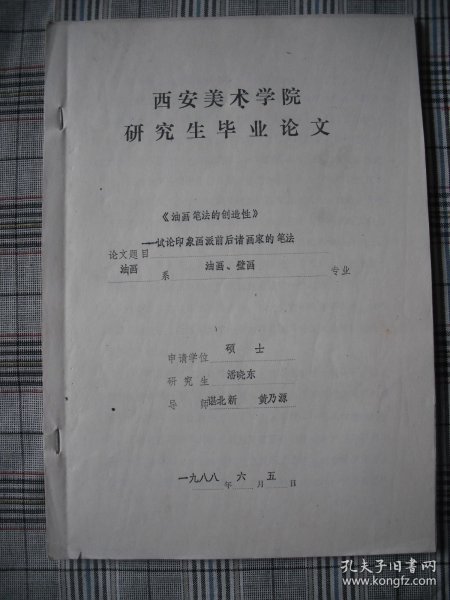 西安美术学院
研究生毕业论文
《油画笔法的创造性》
—试论印象画派前后诸画家的笔法
论文题目
油画 系 油画、壁画 专业
申请学位 硕士
研究生 潘晓东
导师 谌北新 黄乃源
一九八八年六月五日
孔夫子旧书网
www.kongfz.com